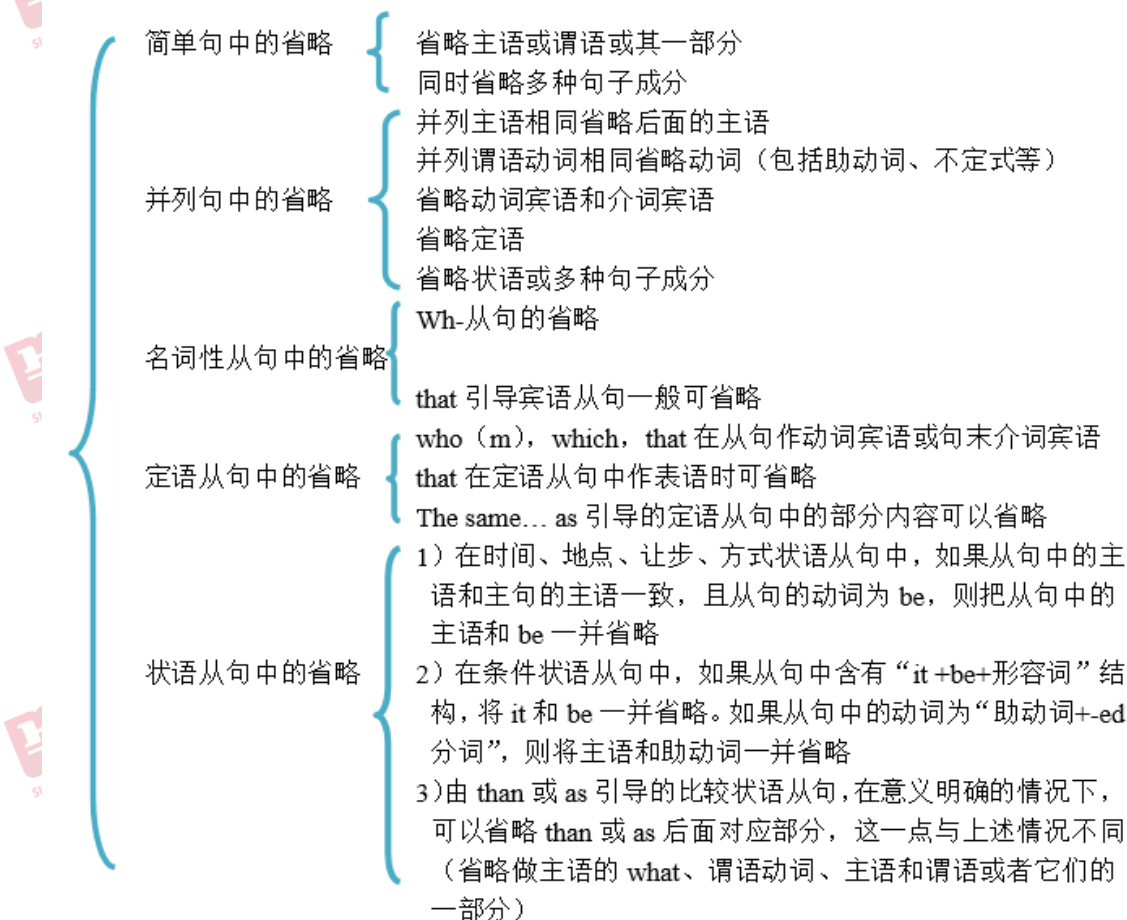 简单句中的省略
省略主语或谓语或其一部分
同时省略多种句子成分
并列句中的省略
并列主语相同省略后面的主语
并列谓语动词相同省略动词（包括助动词、不定式等）
省略动词宾语和介词宾语
省略定语
省略状语或多种句子成分
名词性从句中的省略
Wh-从句的省略
that 引导宾语从句一般可省略
定语从句中的省略
who（m），which，that 在从句作动词宾语或句末介词宾语
that 在定语从句中作表语时可省略
The same… as 引导的定语从句中的部分内容可以省略
状语从句中的省略
1）在时间、地点、让步、方式状语从句中，如果从句中的主
语和主句的主语一致，且从句的动词为 be，则把从句中的
主语和 be 一并省略
2）在条件状语从句中，如果从句中含有“it +be+形容词”结
构，将 it 和 be 一并省略。如果从句中的动词为“助动词+-ed
分词”，则将主语和助动词一并省略
3）由 than 或 as 引导的比较状语从句，在意义明确的情况下，
可以省略 than 或 as 后面对应部分，这一点与上述情况不同
（省略做主语的 what、谓语动词、主语和谓语或者它们的
一部分）